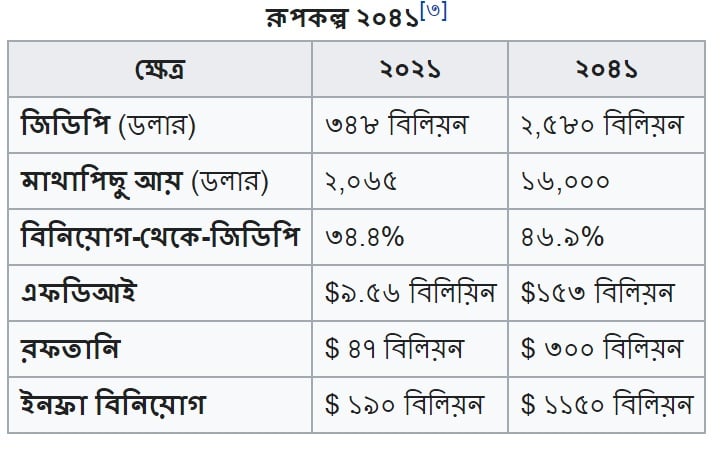 রূপকল্প ২০৪১[৩]
ক্ষেত্র ২০২১ ২০৪১
জিডিপি (ডলার) ৩৪৮ বিলিয়ন ২,৫৮০ বিলিয়ন
মাথাপিছু আয় (ডলার) ২,০৬৫ ১৬,০০০
বিনিয়োগ-থেকে-জিডিপি ৩৪.৪% ৪৬.৯%
এফডিআই $৯.৫৬ বিলিয়িন $১৫৩ বিলিয়ন
রফতানি $ ৪৭ বিলিয়ন $ ৩০০ বিলিয়ন
ইনফ্রা বিনিয়োগ $ ১৯০ বিলিয়ন $ ১১৫০ বিলিয়ন